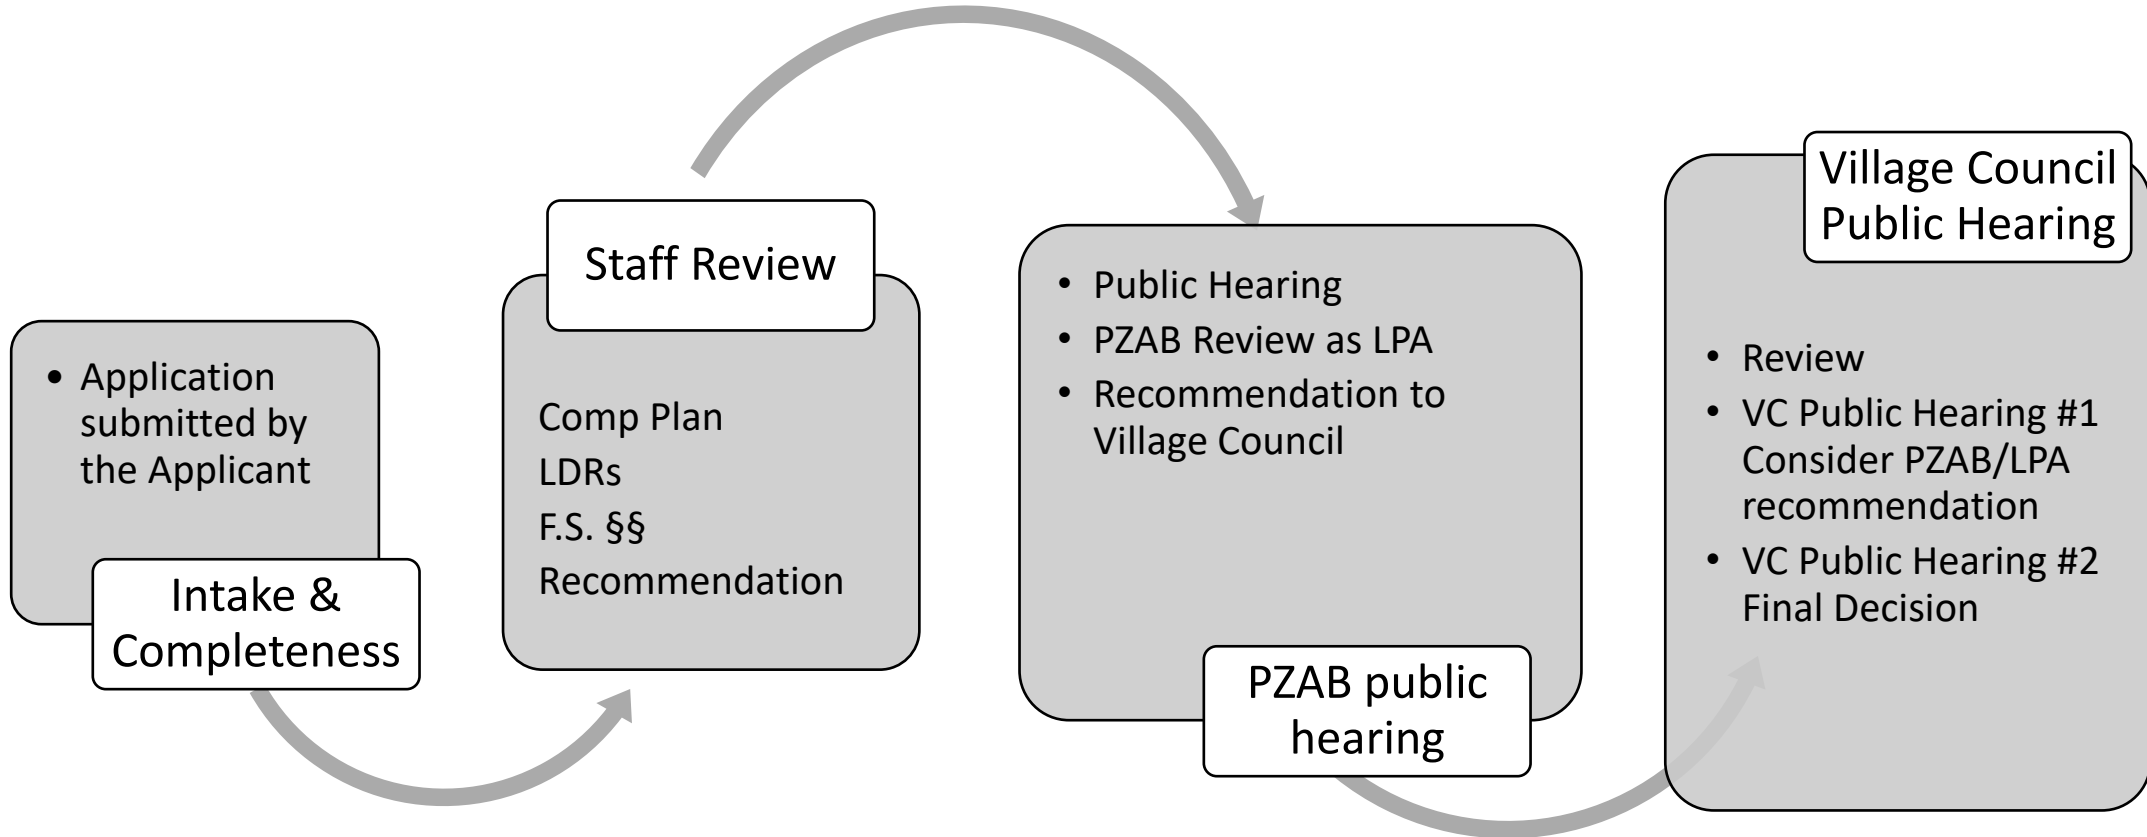 • Application
submitted by
the Applicant
Intake &
Completeness
Staff Review
Comp Plan
LDRs
F.S. §§
Recommendation
• Public Hearing
• PZAB Review as LPA
• Recommendation to
Village Council
PZAB public
hearing
Village Council
Public Hearing
• Review
• VC Public Hearing #1
Consider PZAB/LPA
recommendation
• VC Public Hearing #2
Final Decision